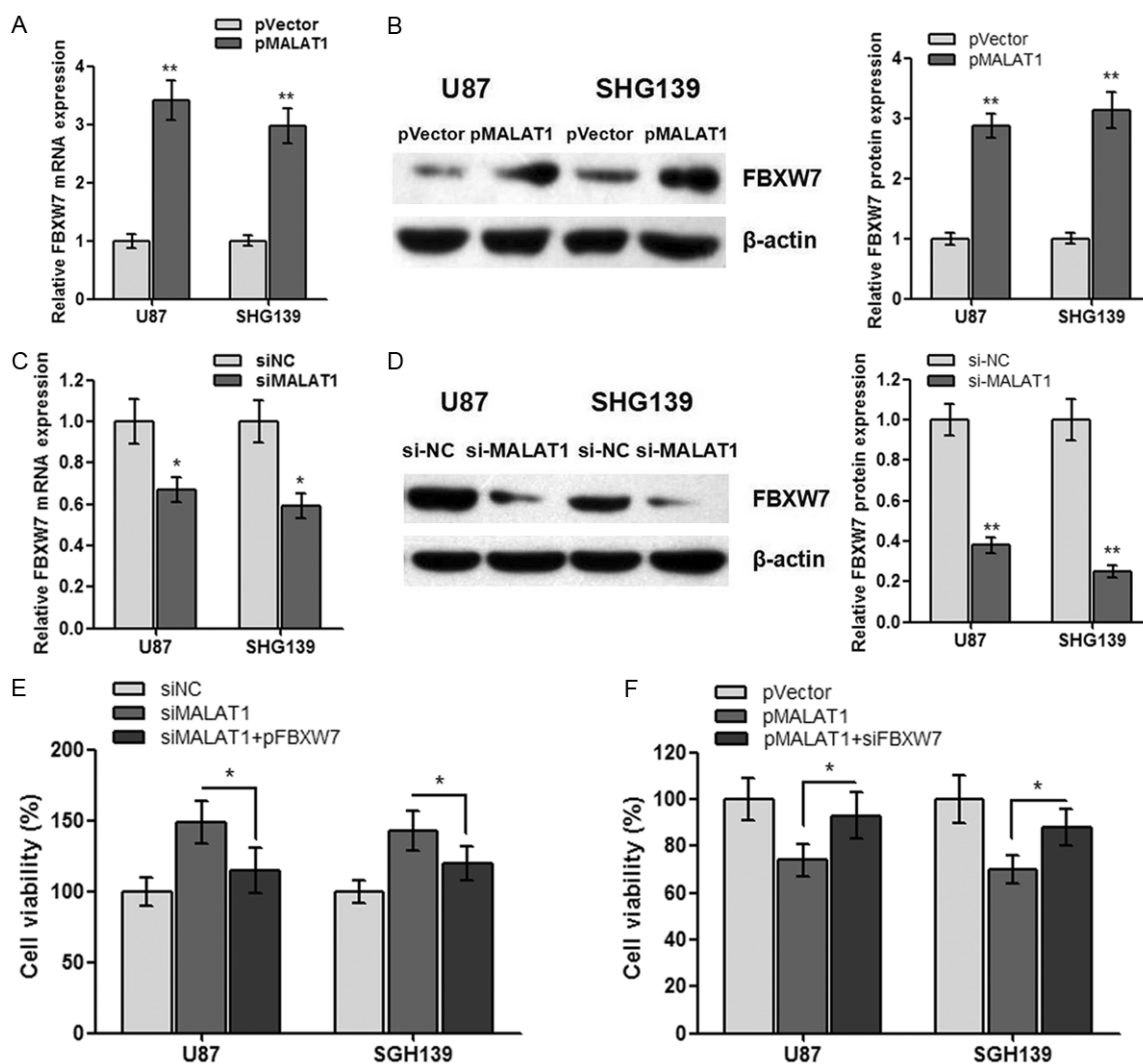 A
pVector
pMALAT1
Relative FBXW7 mRNA expression
4
3
2
1
0
**
**
U87
SHG139
B
U87
SHG139
pVector
pMALAT1
pVector
pMALAT1
FBXW7
β-actin
pVector
pMALAT1
Relative FBXW7 protein expression
4
3
2
1
0
**
**
U87
SHG139
C
siNC
siMALAT1
Relative FBXW7 mRNA expression
1.2
1.0
0.8
0.6
0.4
0.2
0.0
*
*
U87
SHG139
D
U87
SHG139
si-NC
si-MALAT1
si-NC
si-MALAT1
FBXW7
β-actin
si-NC
si-MALAT1
Relative FBXW7 protein expression
1.2
1.0
0.8
0.6
0.4
0.2
0.0
**
**
U87
SHG139
E
siNC
siMALAT1
siMALAT1+pFBXW7
Cell viability (%)
200
150
100
50
0
*
*
U87
SGH139
F
pVector
pMALAT1
pMALAT1+siFBXW7
Cell viability (%)
120
100
80
60
40
20
0
*
*
U87
SGH139